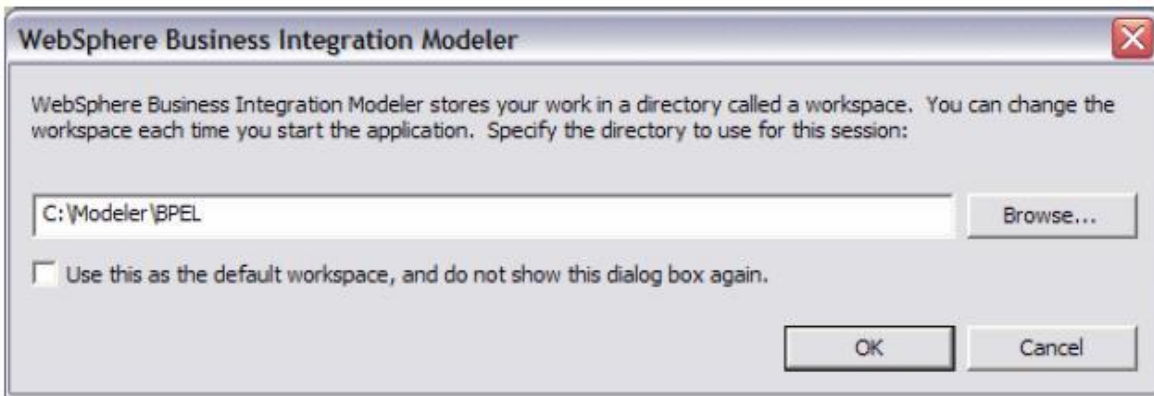 WebSphere Business Integration Modeler
WebSphere Business Integration Modeler stores your work in a directory called a workspace. You can change the
workspace each time you start the application. Specify the directory to use for this session:
C:\Modeler\BPEL
Browse...
Use this as the default workspace, and do not show this dialog box again.
OK
Cancel